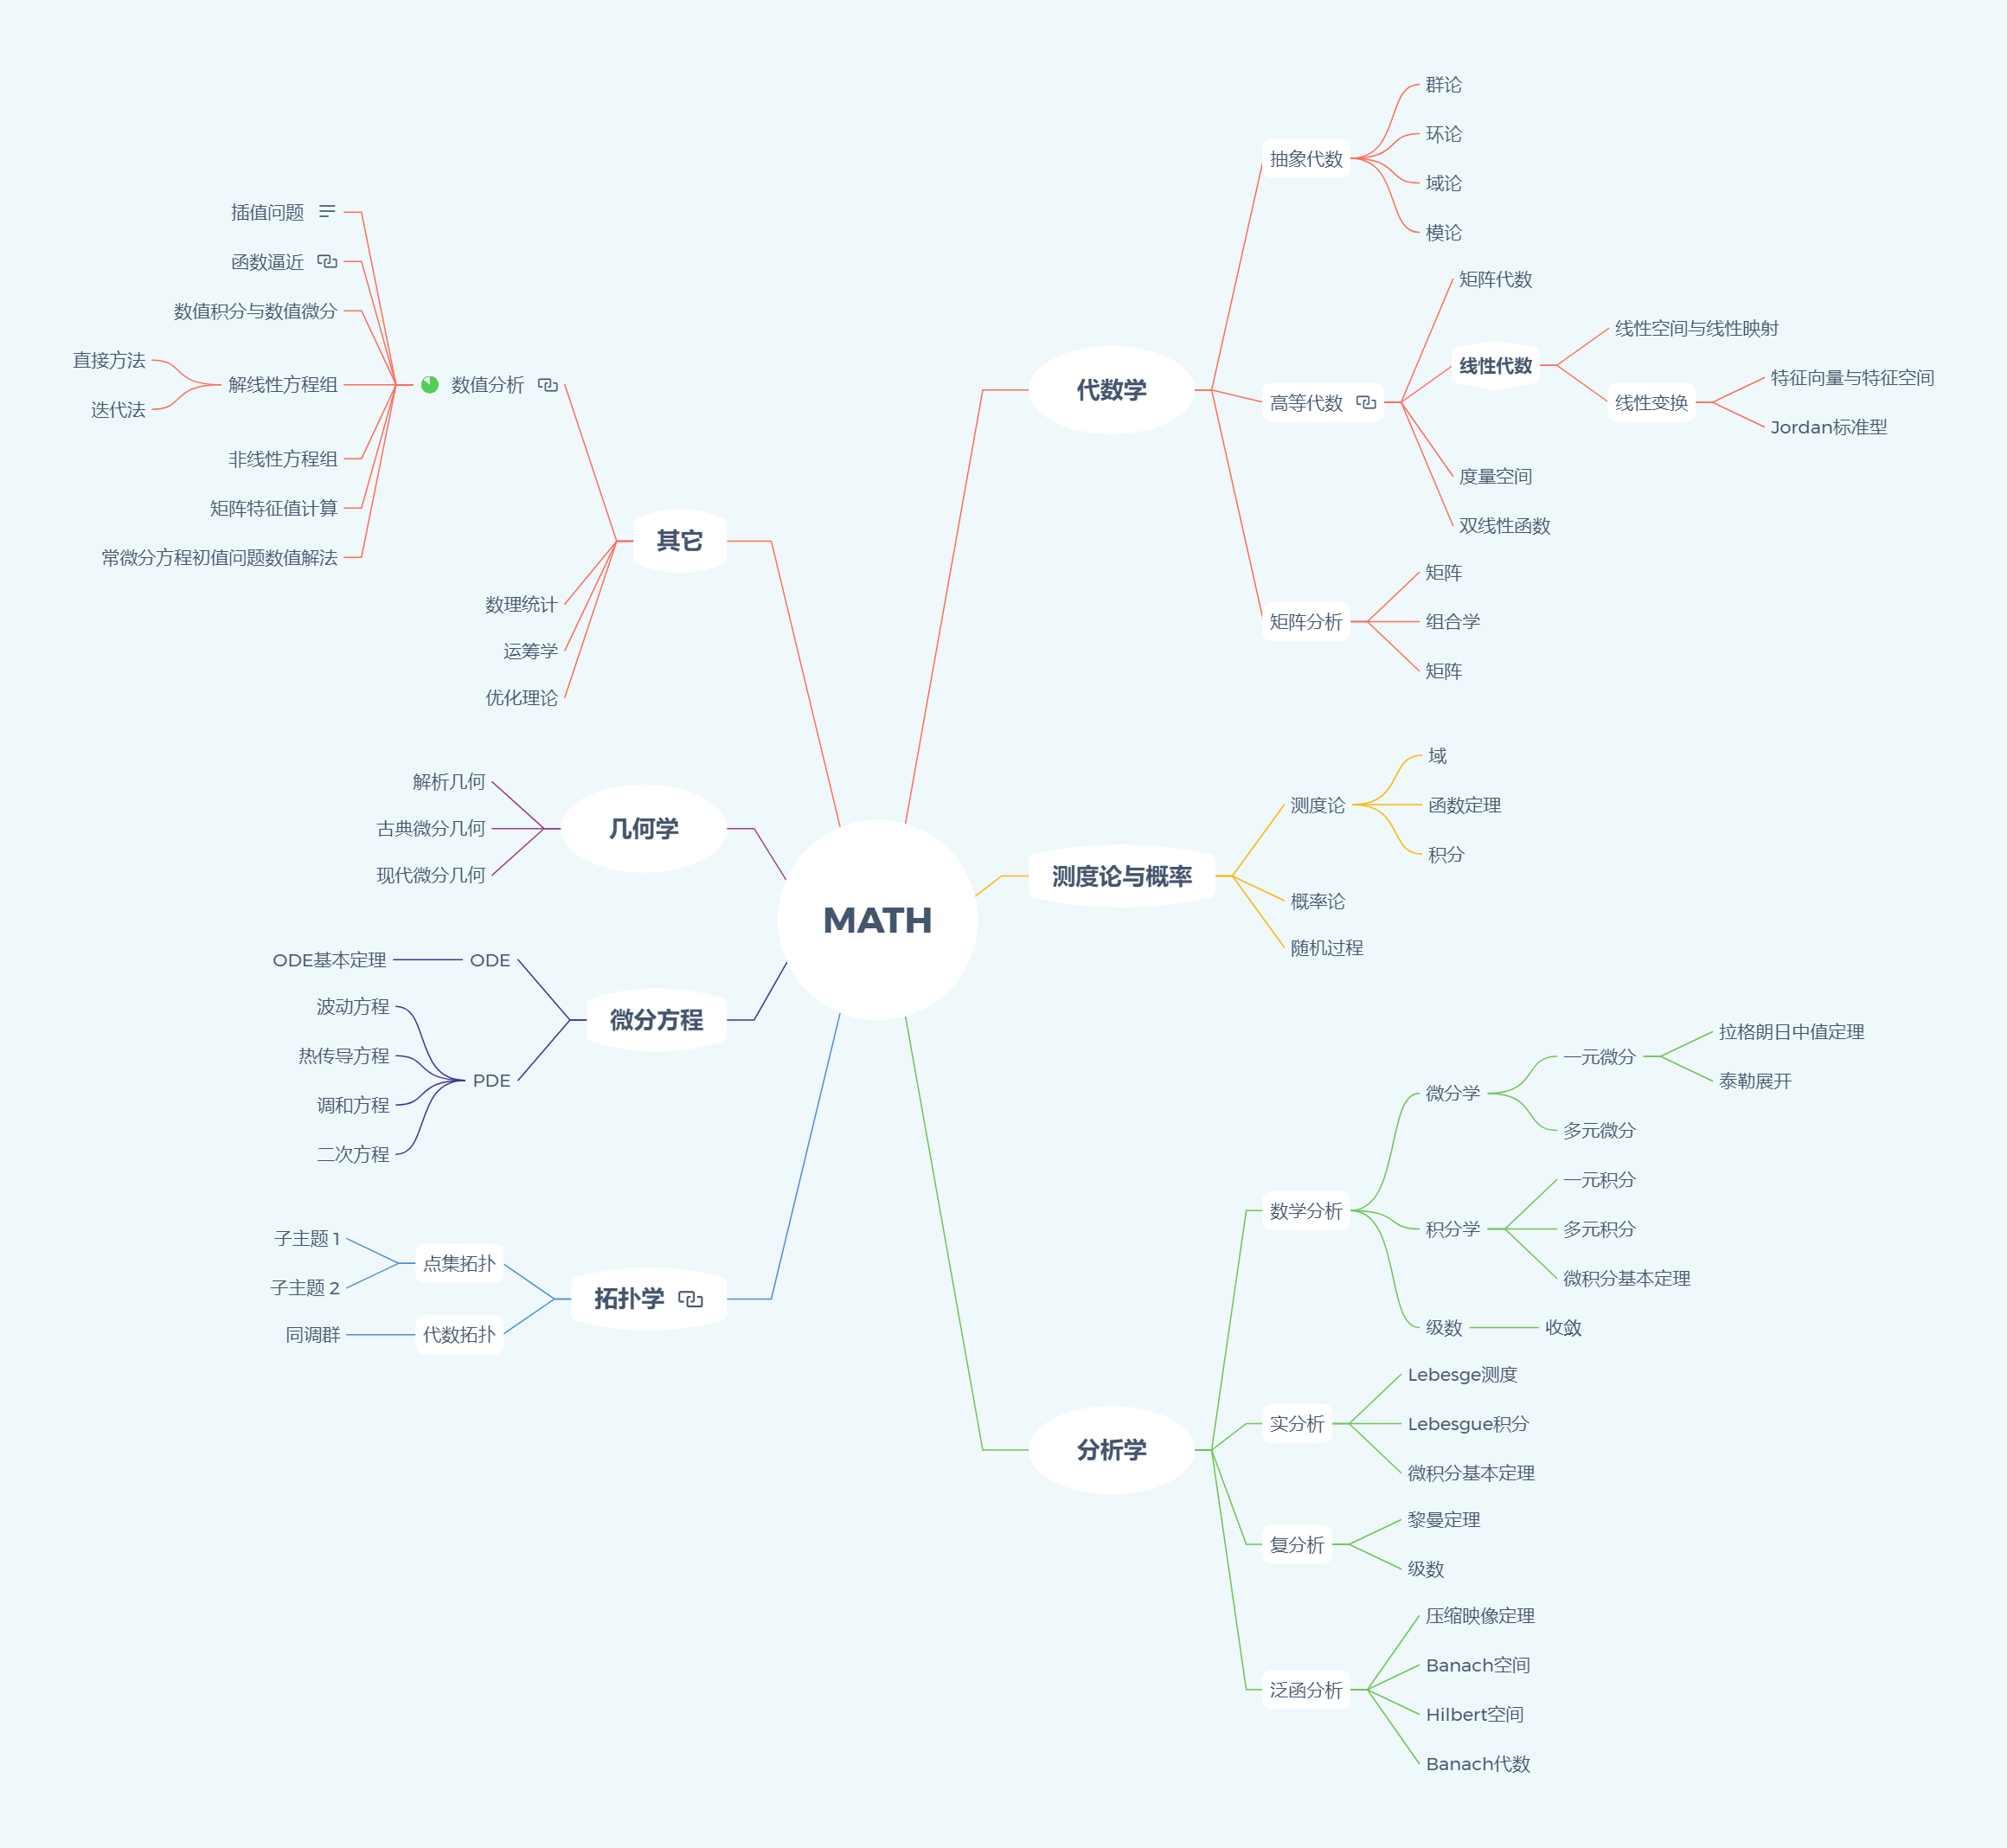 MATH
代数学
抽象代数
群论
环论
域论
模论
高等代数
矩阵代数
线性代数
线性空间与线性映射
线性变换
特征向量与特征空间
Jordan标准型
度量空间
双线性函数
矩阵分析
矩阵
组合学
矩阵
测度论与概率
测度论
域
函数定理
积分
概率论
随机过程
分析学
数学分析
微分学
一元微分
拉格朗日中值定理
泰勒展开
多元微分
积分学
一元积分
多元积分
微积分基本定理
级数
收敛
实分析
Lebesge测度
Lebesgue积分
微积分基本定理
复分析
黎曼定理
级数
泛函分析
压缩映像定理
Banach空间
Hilbert空间
Banach代数
其它
数值分析
插值问题
函数逼近
数值积分与数值微分
解线性方程组
直接方法
迭代法
非线性方程组
矩阵特征值计算
常微分方程初值问题数值解法
数理统计
运筹学
优化理论
几何学
解析几何
古典微分几何
现代微分几何
微分方程
ODE
ODE基本定理
PDE
波动方程
热传导方程
调和方程
二次方程
拓扑学
点集拓扑
子主题 1
子主题 2
代数拓扑
同调群